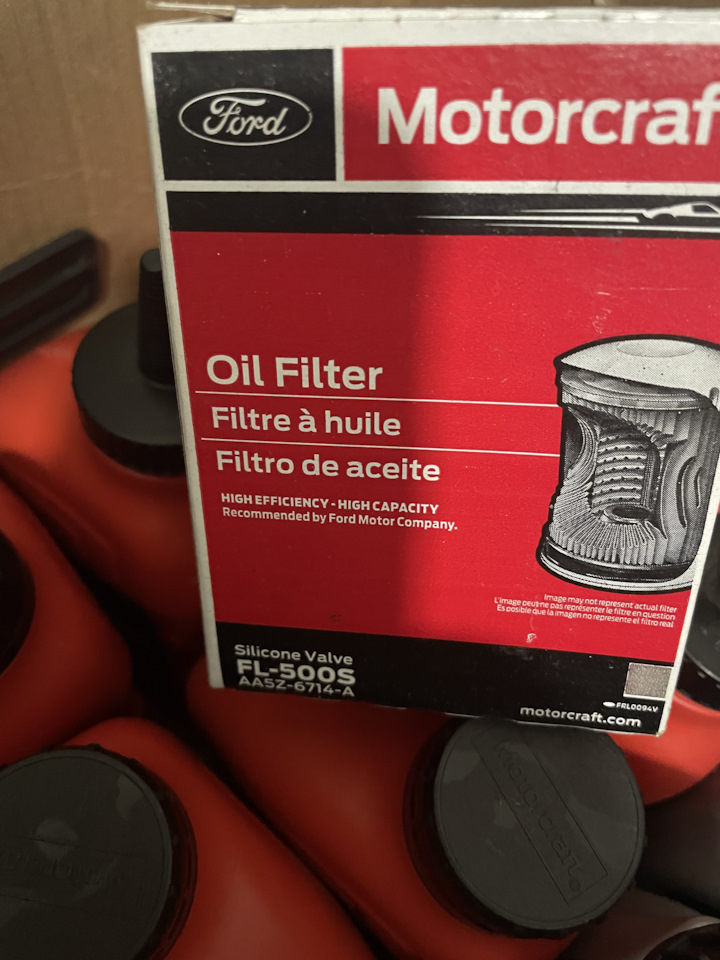 Ford
Motorcraf
Oil Filter
Filtre à huile
Filtro de aceite
HIGH EFFICIENCY - HIGH CAPACITY
Recommended by Ford Motor Company.
Image may not represent actual filter
L'image peut ne pas représenter le filtre en question
Es posible que la imagen no represente el filtro real
Silicone Valve
FL-500S
AA5Z-6714-A
FRL0094V
motorcraft.com
Motorcraft